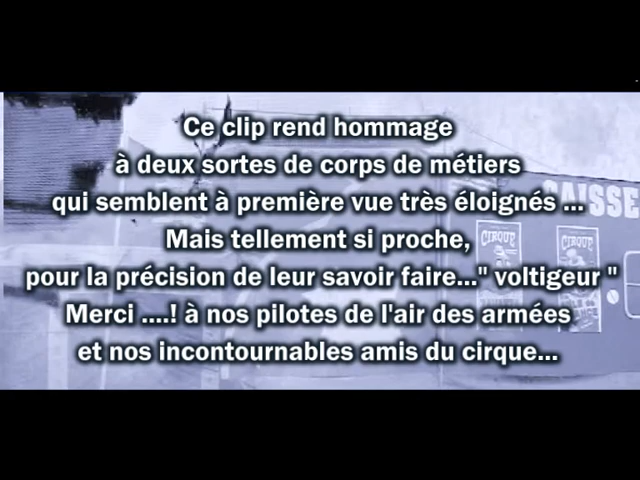 Ce clip rend hommage
à deux sortes de corps de métiers
qui semblent à première vue très éloignés ...
Mais tellement si proche,
pour la précision de leur savoir faire..." voltigeur "
Merci ....! à nos pilotes de l'air des armées
et nos incontournables amis du cirque...
CAISSE
CIRQUE
CIRQUE